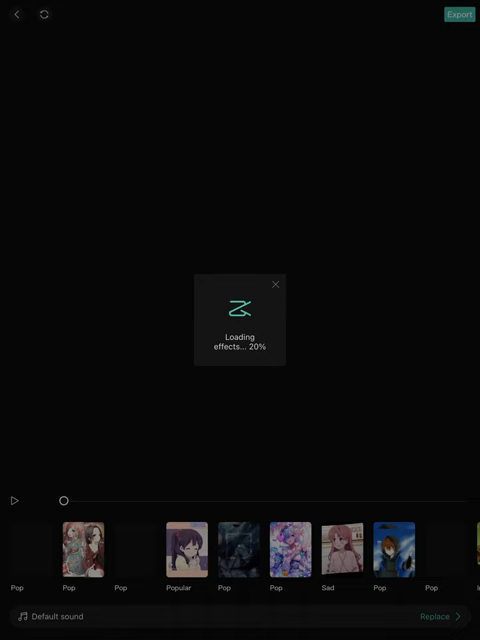 Export
Loading
effects... 20%
Pop
Pop
Pop
Popular
Pop
Pop
Sad
Pop
Pop
Default sound
Replace